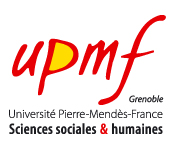 upmf
Grenoble
Université Pierre-Mendès-France
Sciences sociales & humaines